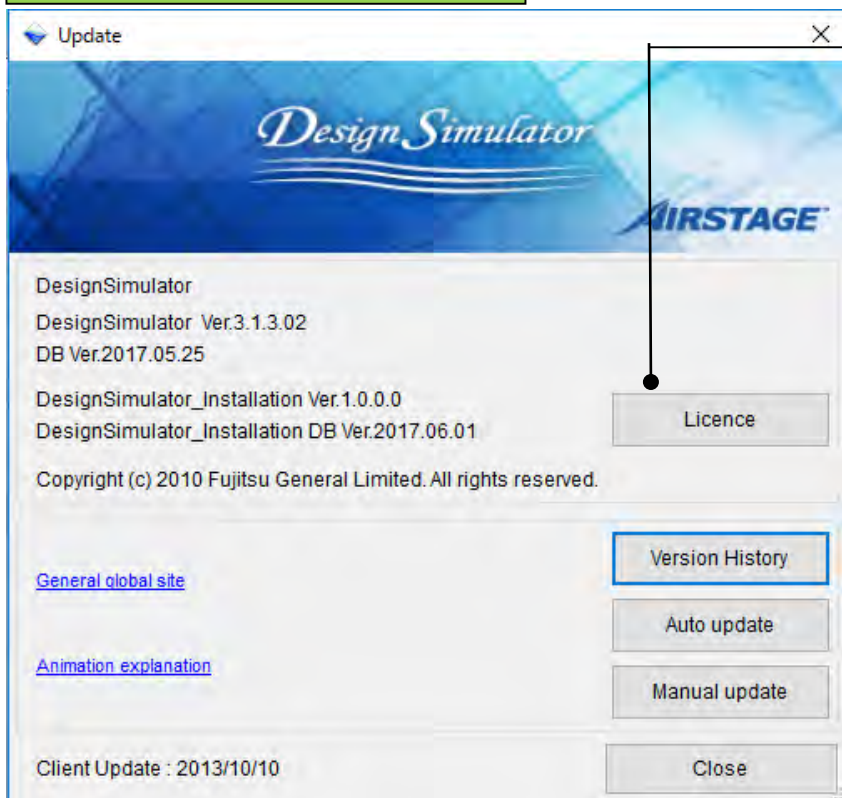 Update
Design Simulator
AIRSTAGE™
DesignSimulator
DesignSimulator Ver.3.1.3.02
DB Ver.2017.05.25
DesignSimulator_Installation Ver.1.0.0.0
DesignSimulator_Installation DB Ver.2017.06.01
Licence
Copyright (c) 2010 Fujitsu General Limited. All rights reserved.
Version History
General global site
Auto update
Animation explanation
Manual update
Client Update : 2013/10/10
Close